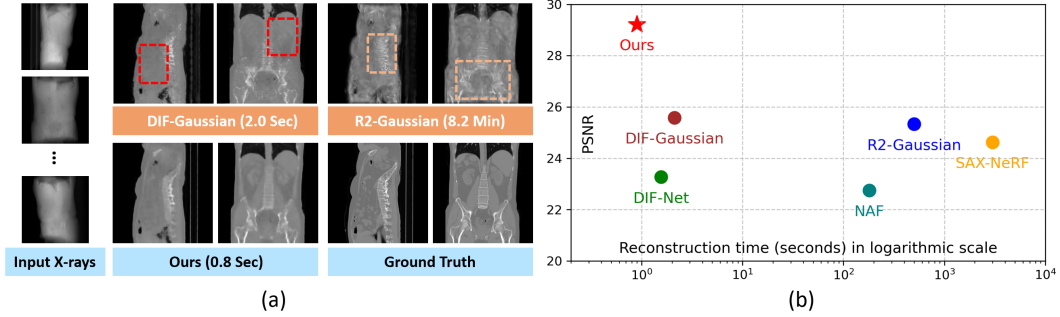 DIF-Gaussian (2.0 Sec)
R2-Gaussian (8.2 Min)
...
Input X-rays
Ours (0.8 Sec)
Ground Truth
(a)
30
28
26
24
22
20
PSNR
Ours
DIF-Gaussian
R2-Gaussian
SAX-NeRF
DIF-Net
NAF
Reconstruction time (seconds) in logarithmic scale
10⁰
10¹
10²
10³
10⁴
(b)